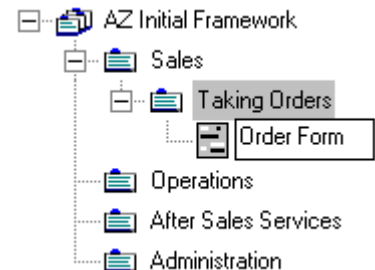 AZ Initial Framework
Sales
Taking Orders
Order Form
Operations
After Sales Services
Administration